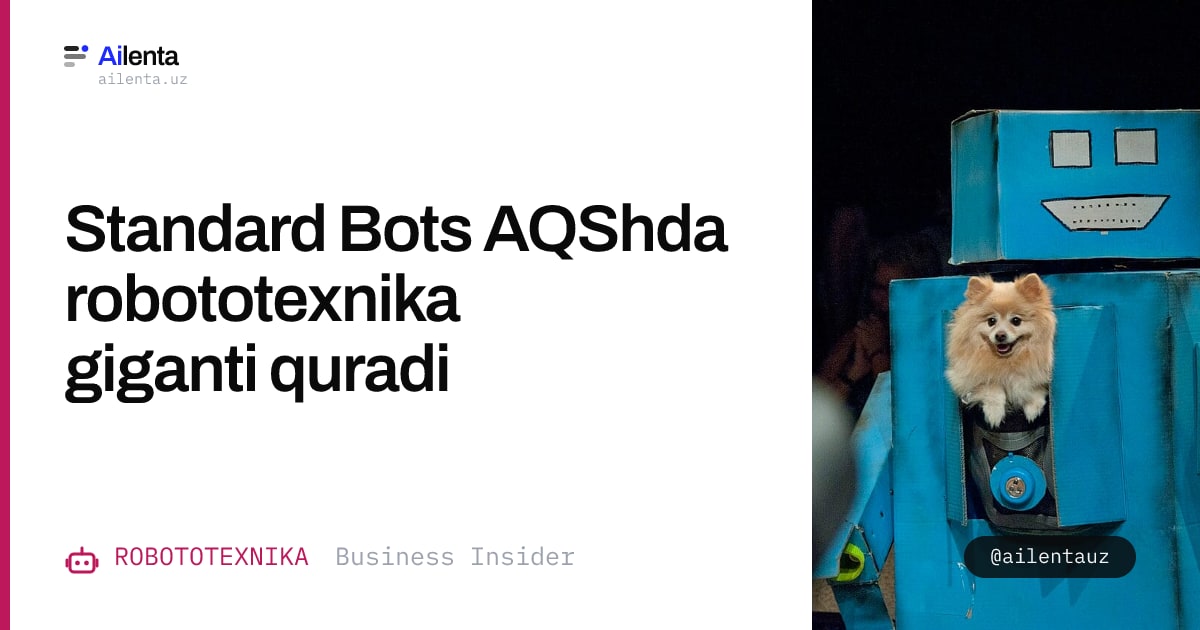 Ailenta
ailenta.uz
Standard Bots AQShda
robototexnika
giganti quradi
ROBOTOTEXNIKA Business Insider
@ailentauz